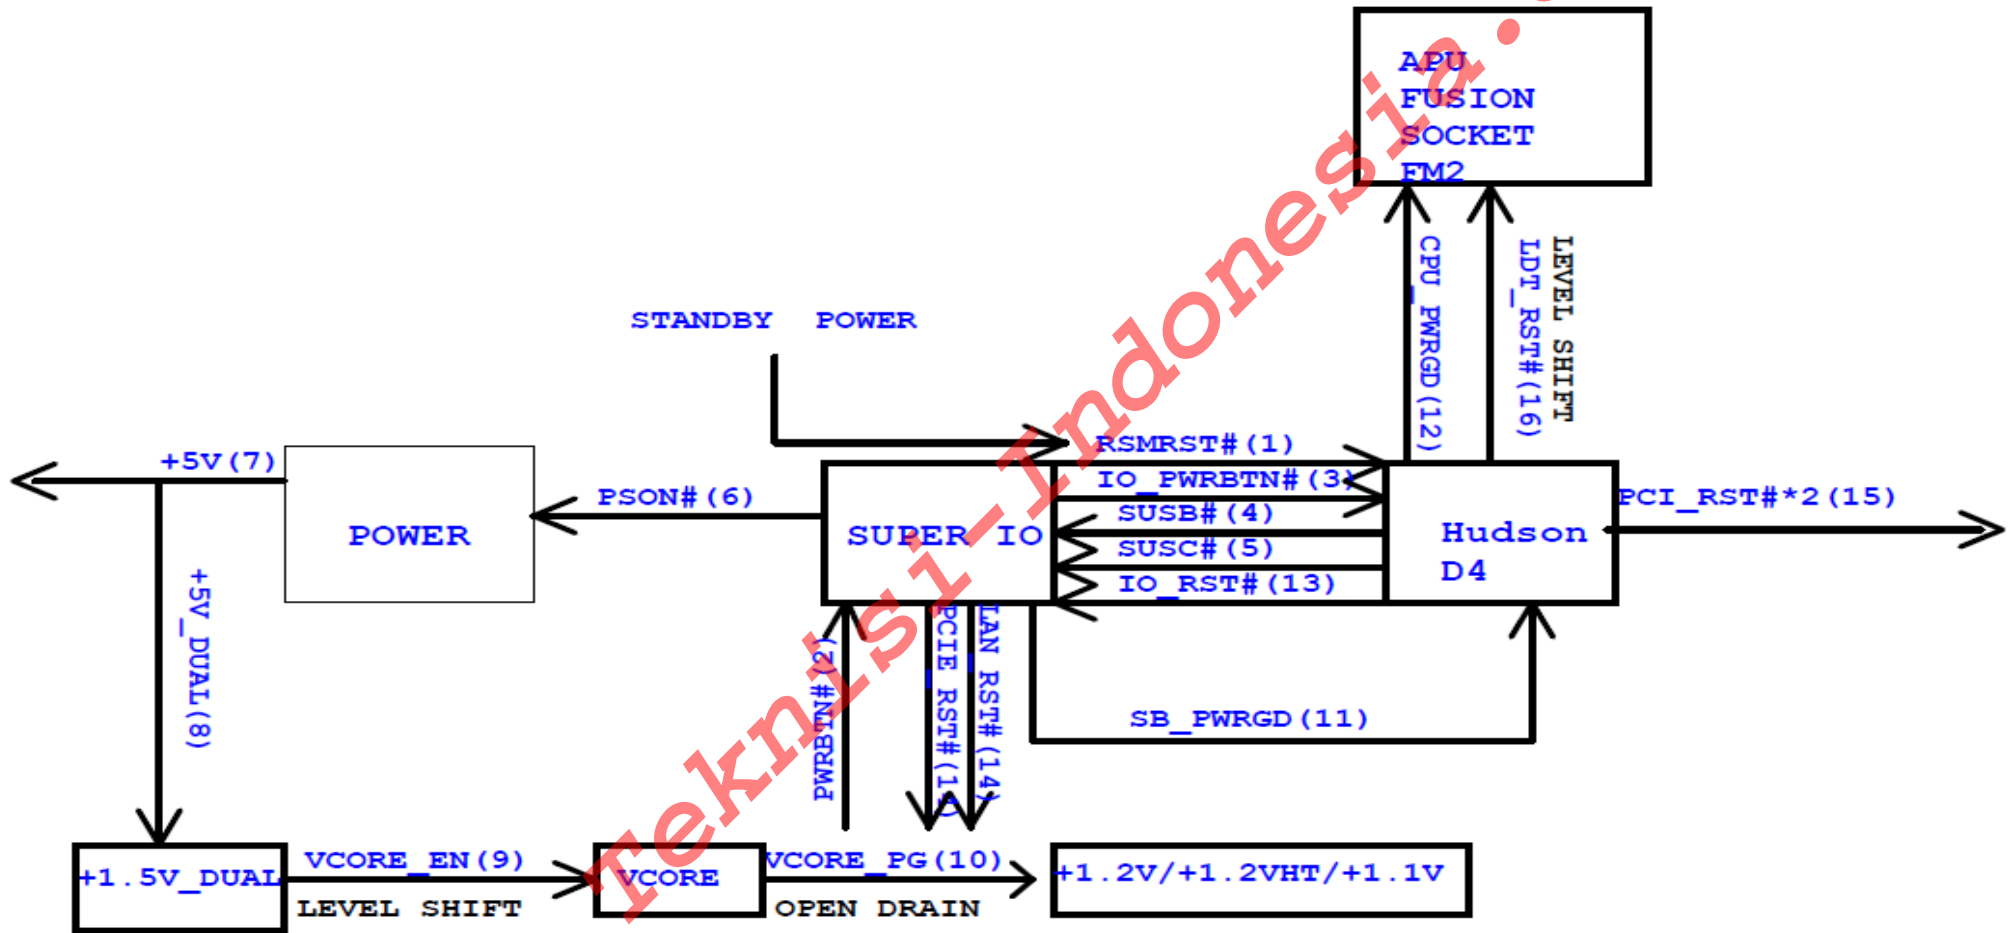 APU
FUSION
SOCKET
FM2
CPU_PWRGD(12)
LDT_RST#(16)
LEVEL SHIFT
STANDBY POWER
+5V(7)
POWER
PSON#(6)
SUPER IO
RSMRST#(1)
IO_PWRBTN#(3)
SUSB#(4)
SUSC#(5)
IO_RST#(13)
Hudson
D4
PCI_RST#*2(15)
+5V_DUAL(8)
PWRBTN#(2)
PCIE_RST#
LAN_RST#(14)
SB_PWRGD(11)
+1.5V_DUAL
VCORE_EN(9)
LEVEL SHIFT
VCORE
VCORE_PG(10)
OPEN DRAIN
+1.2V/+1.2VHT/+1.1V
Teknisi-Indonesia.